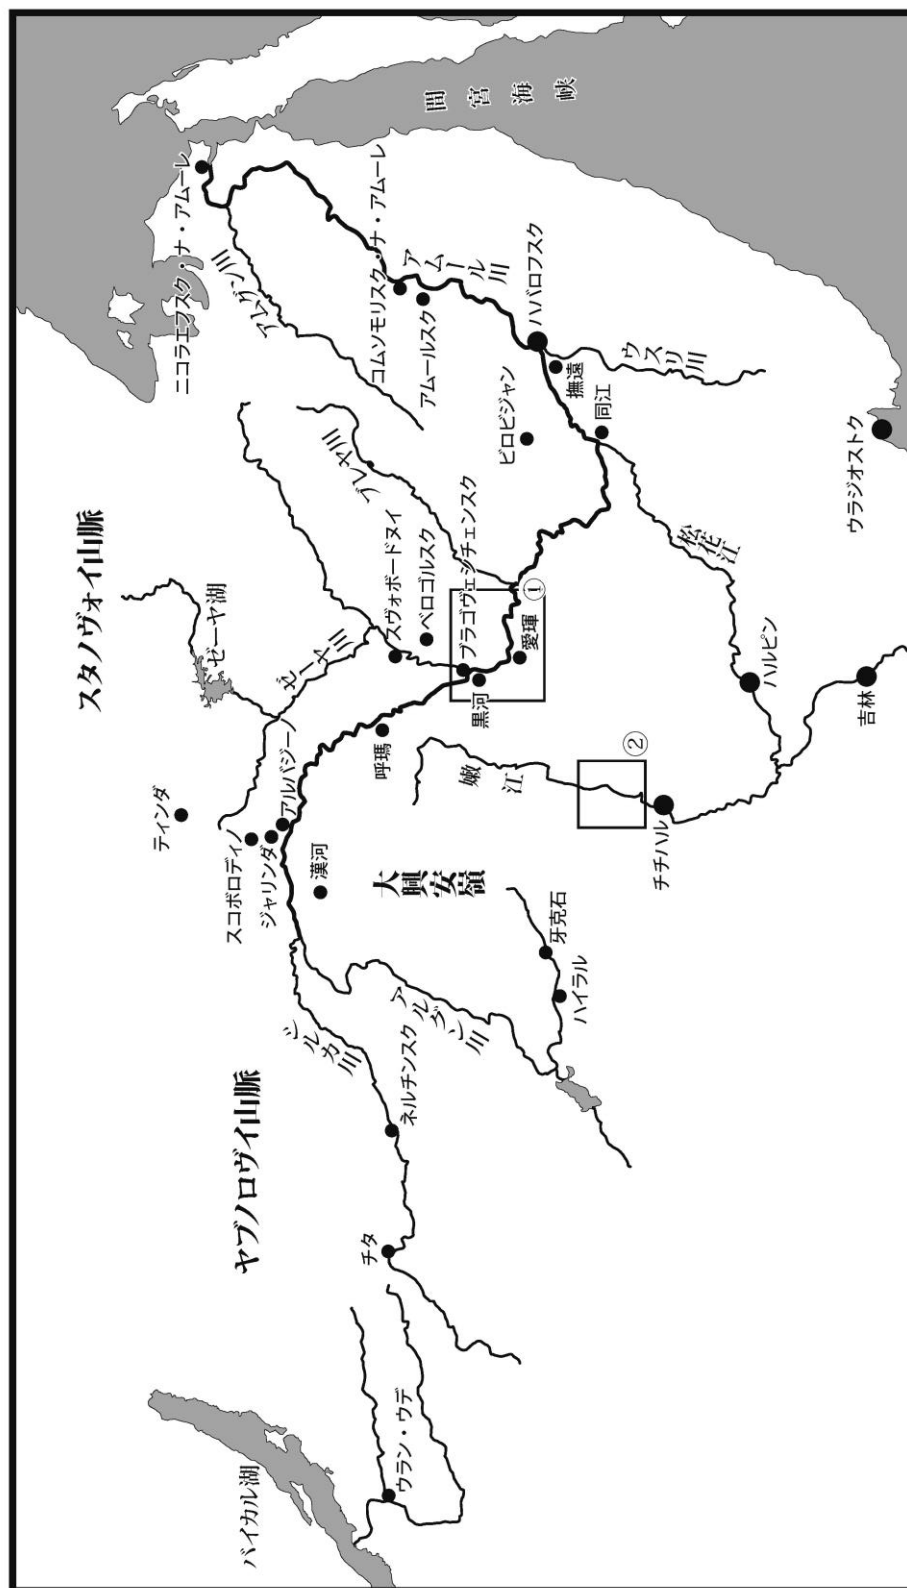 バイカル湖
ウラン・ウデ
チタ
ヤブノロヴイ山脈
ネルチンスク
シルカ川
アルグン川
ハイラル
牙克石
大興安嶺
漠河
スコボロディノ
ジャリンダ
アルバジーノ
ティンダ
スタノヴォイ山脈
ゼーヤ湖
ゼーヤ川
呼瑪
嫩江
②
チチハル
黒河
ブラゴヴェシチェンスク
愛琿
①
スヴォボードヌイ
ベロゴルスク
ブレヤ川
ハルピン
吉林
松花江
同江
ビロビジャン
撫遠
ハバロフスク
ウスリ川
ウラジオストク
アムールスク
コムソモリスク・ナ・アムーレ
アムール川
アムグン川
ニコラエフスク・ナ・アムーレ
間宮海峡